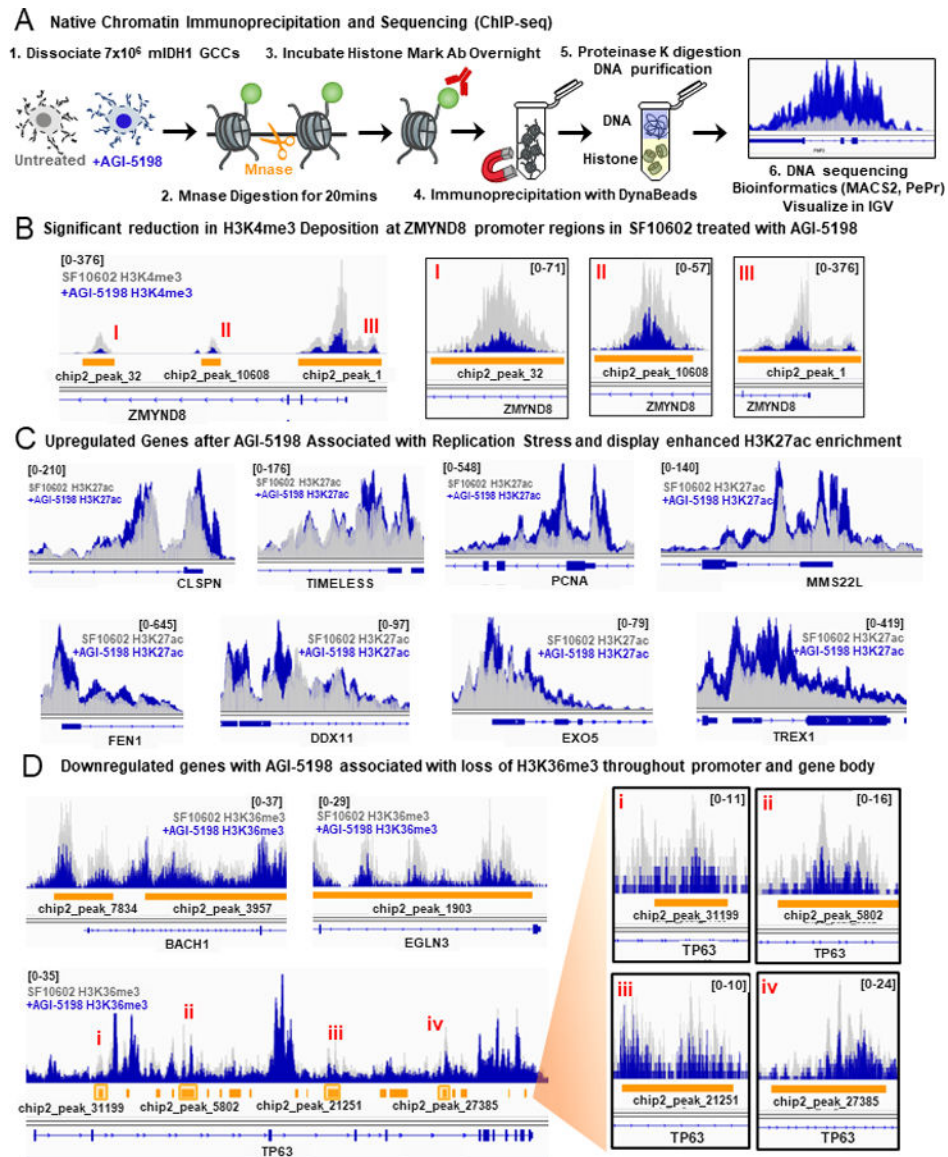 A Native Chromatin Immunoprecipitation and Sequencing (ChIP-seq)
1. Dissociate 7x10⁶ mIDH1 GCCs
3. Incubate Histone Mark Ab Overnight
5. Proteinase K digestion
DNA purification
Untreated
+AGI-5198
Mnase
DNA
Histone
2. Mnase Digestion for 20mins
4. Immunoprecipitation with DynaBeads
6. DNA sequencing
Bioinformatics (MACS2, PePr)
Visualize in IGV
B Significant reduction in H3K4me3 Deposition at ZMYND8 promoter regions in SF10602 treated with AGI-5198
[0-376]
SF10602 H3K4me3
+AGI-5198 H3K4me3
I
II
III
chip2_peak_32
chip2_peak_10608
chip2_peak_1
ZMYND8
I
[0-71]
chip2_peak_32
ZMYND8
II
[0-57]
chip2_peak_10608
ZMYND8
III
[0-376]
chip2_peak_1
ZMYND8
C Upregulated Genes after AGI-5198 Associated with Replication Stress and display enhanced H3K27ac enrichment
[0-210]
SF10602 H3K27ac
+AGI-5198 H3K27ac
CLSPN
[0-176]
SF10602 H3K27ac
+AGI-5198 H3K27ac
TIMELESS
[0-548]
SF10602 H3K27ac
+AGI-5198 H3K27ac
PCNA
[0-140]
SF10602 H3K27ac
+AGI-5198 H3K27ac
MMS22L
[0-645]
SF10602 H3K27ac
+AGI-5198 H3K27ac
FEN1
[0-97]
SF10602 H3K27ac
+AGI-5198 H3K27ac
DDX11
[0-79]
SF10602 H3K27ac
+AGI-5198 H3K27ac
EXO5
[0-419]
SF10602 H3K27ac
+AGI-5198 H3K27ac
TREX1
D Downregulated genes with AGI-5198 associated with loss of H3K36me3 throughout promoter and gene body
[0-37]
SF10602 H3K36me3
+AGI-5198 H3K36me3
chip2_peak_7834
chip2_peak_3957
BACH1
[0-29]
SF10602 H3K36me3
+AGI-5198 H3K36me3
chip2_peak_1903
EGLN3
[0-35]
SF10602 H3K36me3
+AGI-5198 H3K36me3
i
ii
iii
iv
chip2_peak_31199
chip2_peak_5802
chip2_peak_21251
chip2_peak_27385
TP63
i
[0-11]
chip2_peak_31199
TP63
ii
[0-16]
chip2_peak_5802
TP63
iii
[0-10]
chip2_peak_21251
TP63
iv
[0-24]
chip2_peak_27385
TP63